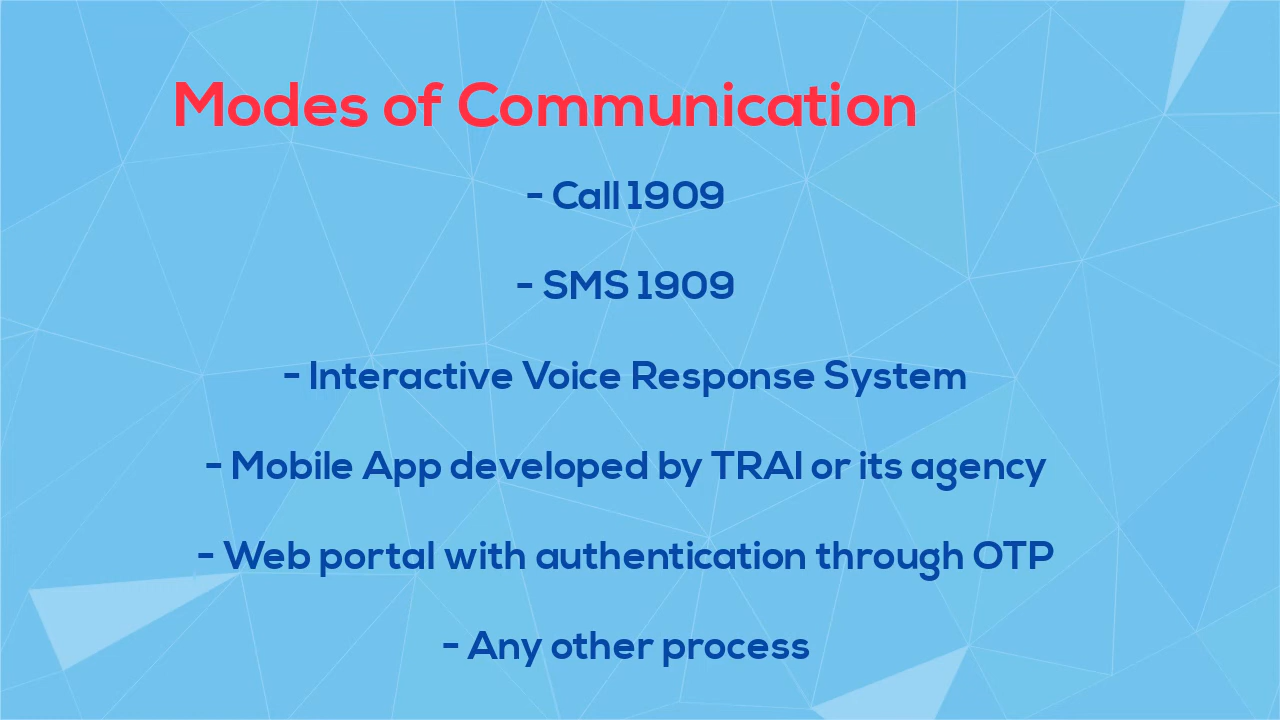 Modes of Communication
- Call 1909
- SMS 1909
- Interactive Voice Response System
- Mobile App developed by TRAI or its agency
- Web portal with authentication through OTP
- Any other process